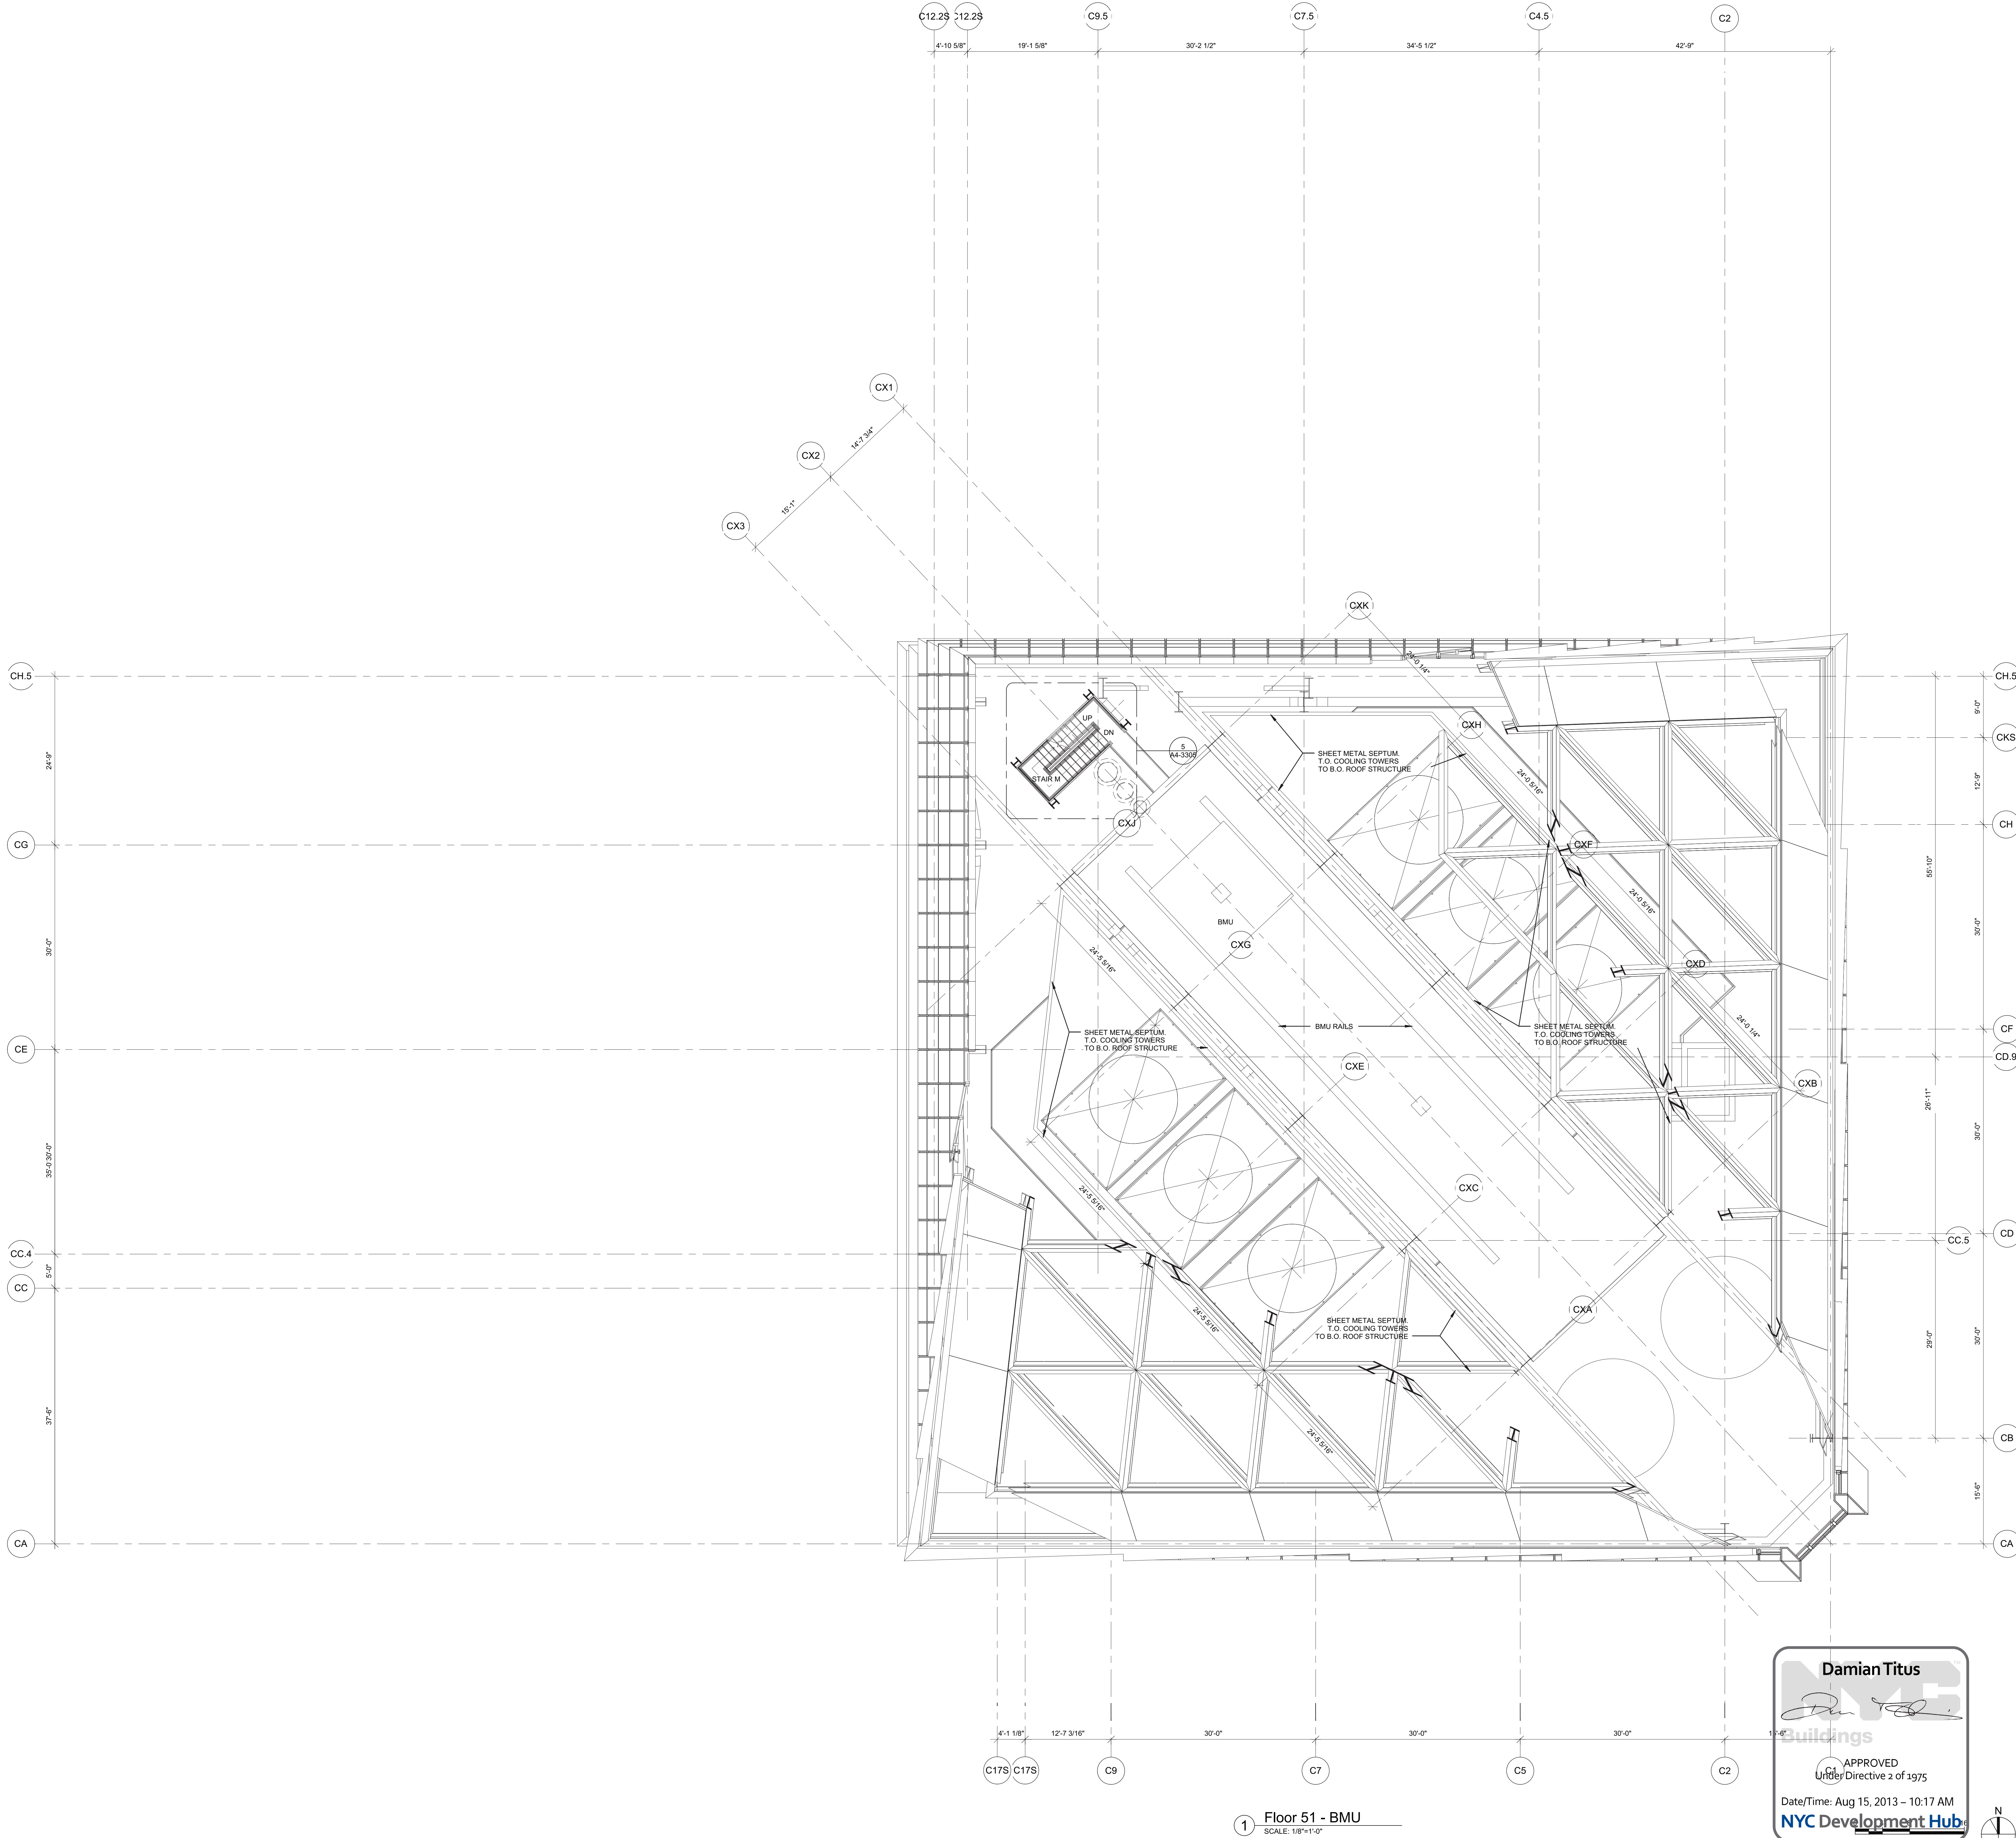 C12.2S
C12.2S
C9.5
C7.5
C4.5
C2
4'-10 5/8"
19'-1 5/8"
30'-2 1/2"
34'-5 1/2"
42'-9"
CX1
14'-7 3/4"
CX2
15'-1"
CX3
CXK
24'-0 1/4"
CH.5
CH.5
9'-0"
UP
DN
CXH
CKS
5
A4-3305
SHEET METAL SEPTUM.
T.O. COOLING TOWERS
TO B.O. ROOF STRUCTURE
24'-9"
STAIR M
24'-0 5/16"
12'-9"
CXJ
CH
CG
CXF
55'-10"
24'-0 5/16"
BMU
CXG
30'-0"
30'-0"
24'-5 5/16"
CXD
BMU RAILS
24'-0 1/4"
SHEET METAL SEPTUM.
T.O. COOLING TOWERS
TO B.O. ROOF STRUCTURE
SHEET METAL SEPTUM.
T.O. COOLING TOWERS
TO B.O. ROOF STRUCTURE
CE
CF
CD.9
CXE
CXB
26'-11"
30'-0"
35'-0 30'-0"
CXC
24'-5 5/16"
CD
CC.5
CC.4
5'-0"
CC
CXA
24'-5 5/16"
SHEET METAL SEPTUM.
T.O. COOLING TOWERS
TO B.O. ROOF STRUCTURE
29'-0"
30'-0"
37'-6"
24'-5 5/16"
CB
15'-6"
CA
CA
4'-1 1/8"
12'-7 3/16"
30'-0"
30'-0"
30'-0"
C17S
C17S
C9
C7
C5
C2
C1
Damian Titus
NYC
Buildings
APPROVED
Under Directive 2 of 1975
Date/Time: Aug 15, 2013 – 10:17 AM
NYC Development Hub
1
Floor 51 - BMU
SCALE: 1/8"=1'-0"
N